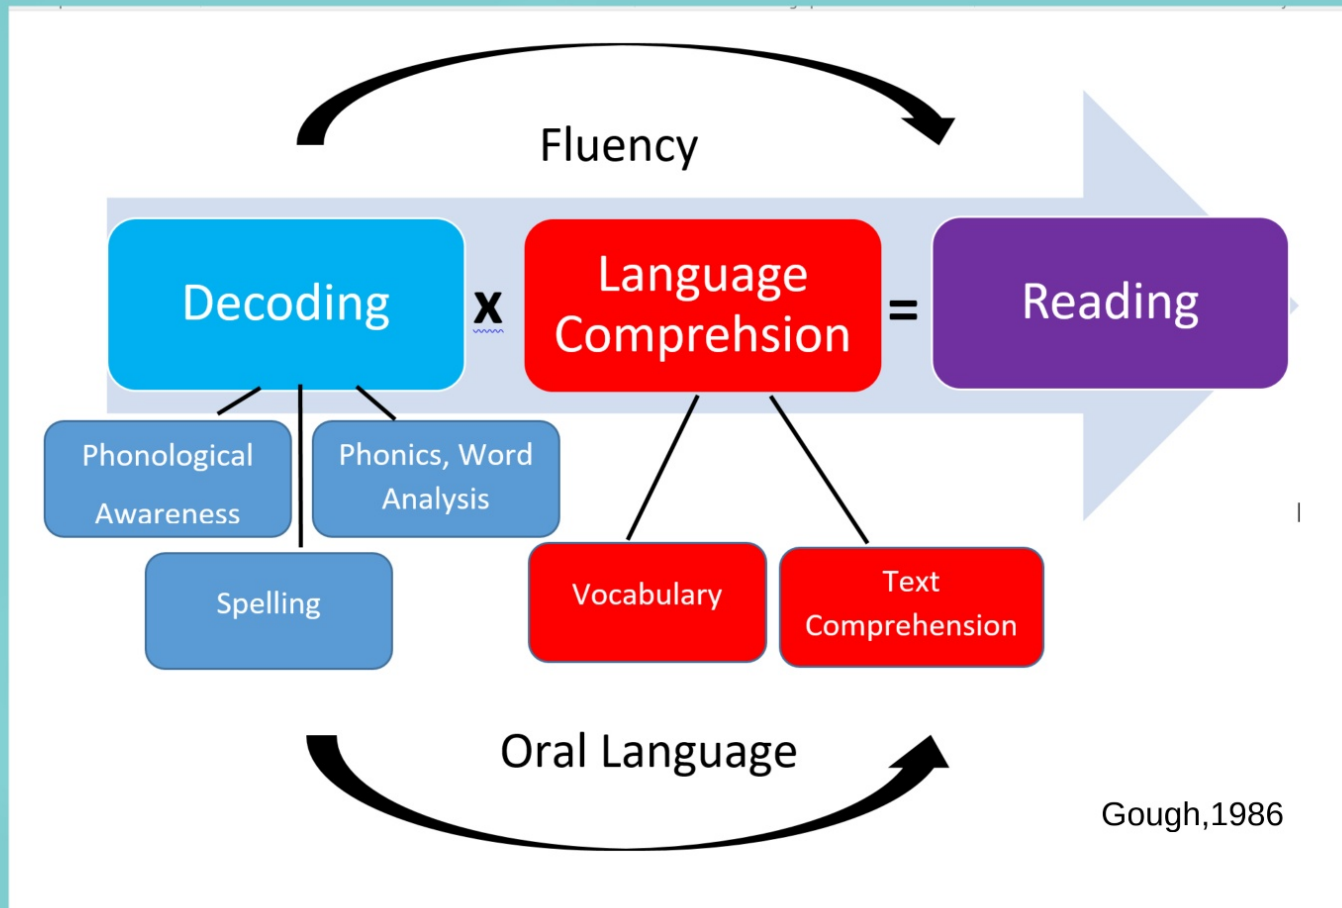 Fluency
Decoding
x
Language
Comprehsion
=
Reading
Phonological
Awareness
Phonics, Word
Analysis
Spelling
Vocabulary
Text
Comprehension
Oral Language
Gough,1986